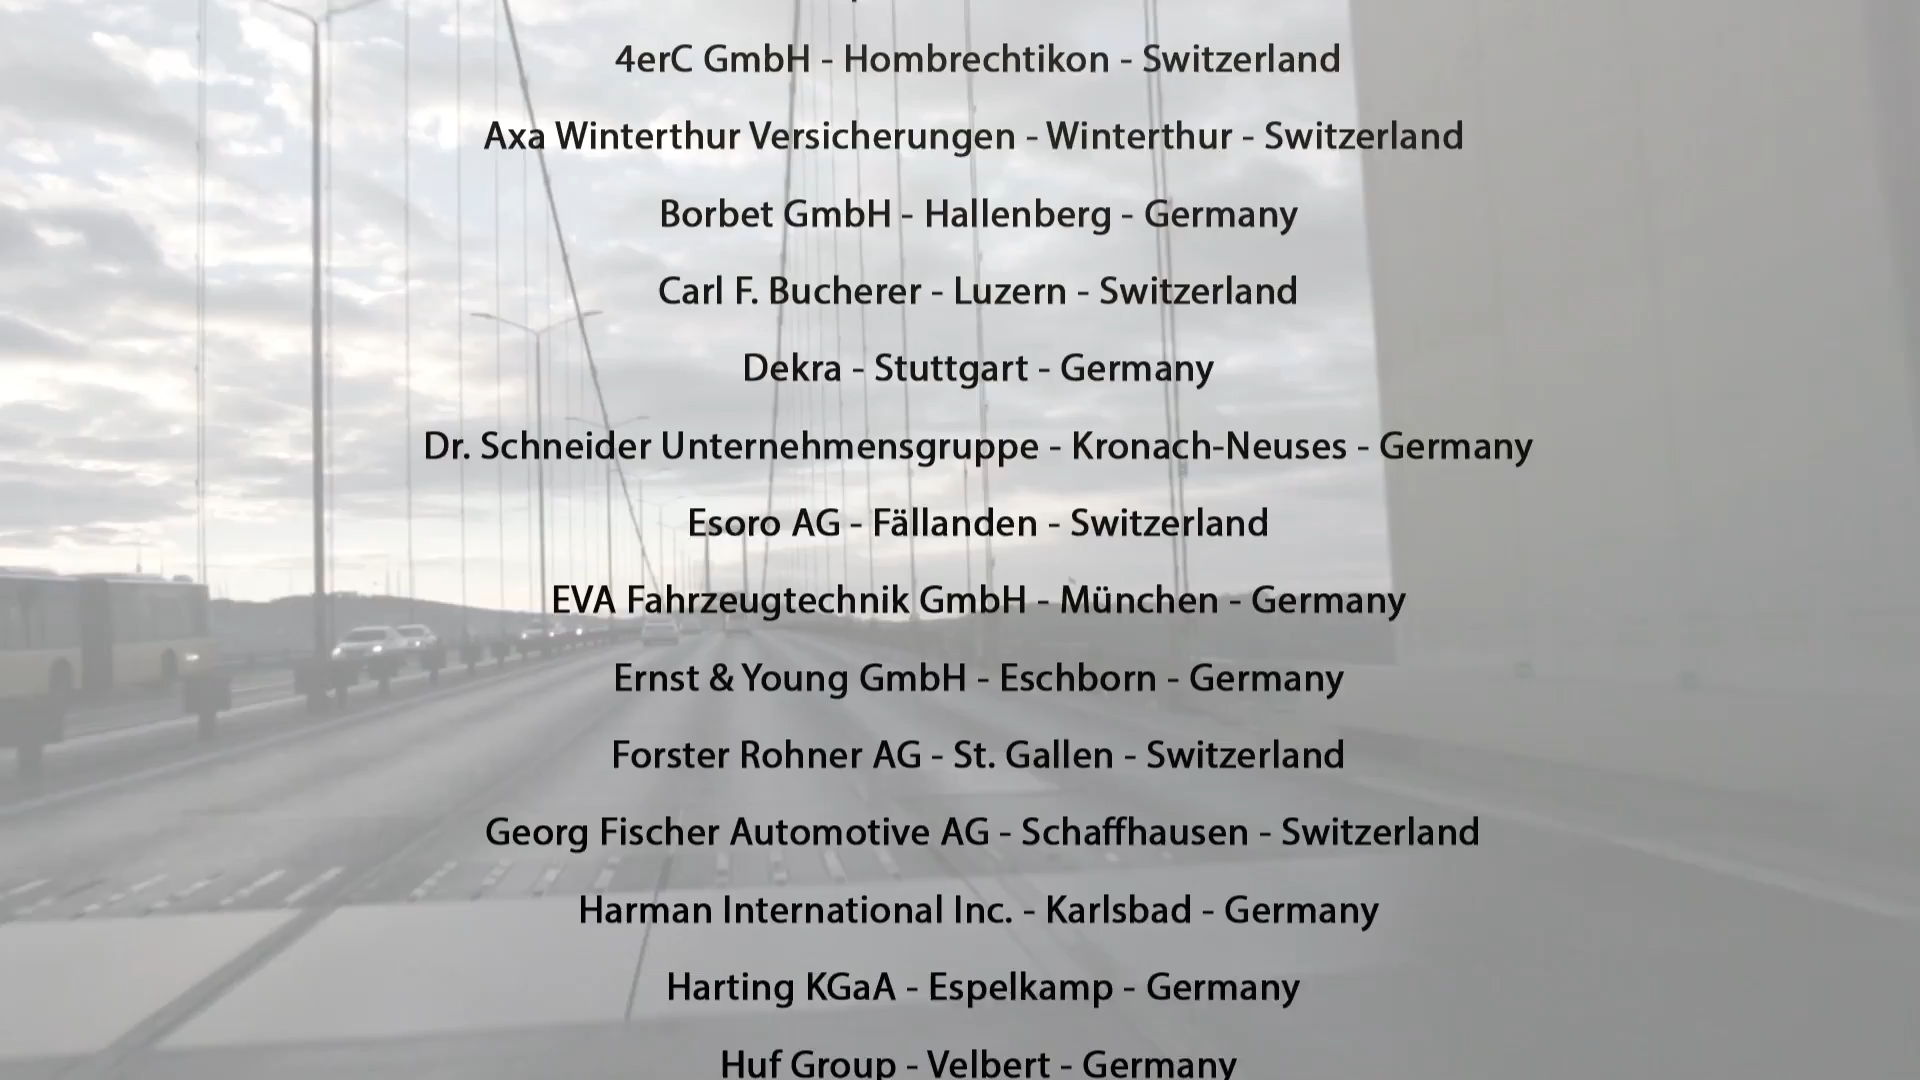 4erC GmbH - Hombrechtikon - Switzerland
Axa Winterthur Versicherungen - Winterthur - Switzerland
Borbet GmbH - Hallenberg - Germany
Carl F. Bucherer - Luzern - Switzerland
Dekra - Stuttgart - Germany
Dr. Schneider Unternehmensgruppe - Kronach-Neuses - Germany
Esoro AG - Fällanden - Switzerland
EVA Fahrzeugtechnik GmbH - München - Germany
Ernst & Young GmbH - Eschborn - Germany
Forster Rohner AG - St. Gallen - Switzerland
Georg Fischer Automotive AG - Schaffhausen - Switzerland
Harman International Inc. - Karlsbad - Germany
Harting KGaA - Espelkamp - Germany
Huf Group - Velbert - Germany